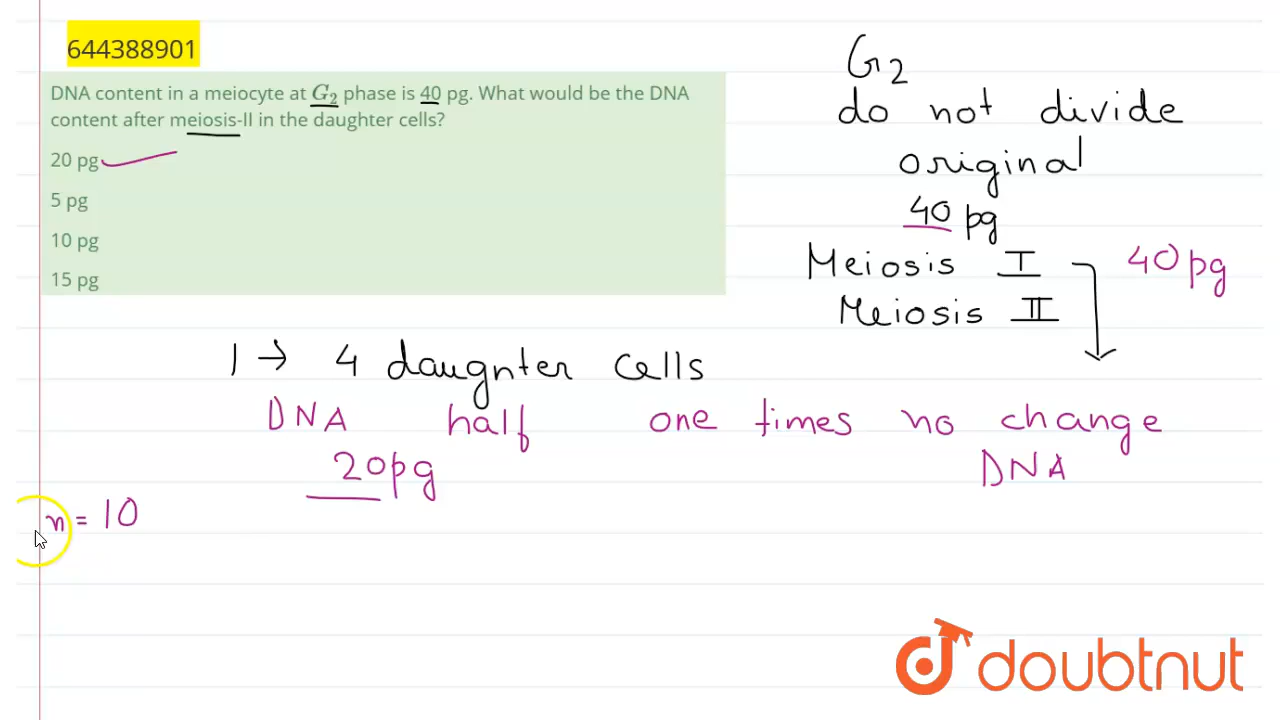 644388901
DNA content in a meiocyte at G₂ phase is 40 pg. What would be the DNA
content after meiosis-II in the daughter cells?
20 pg
5 pg
10 pg
15 pg
G2
do not divide
original
40 pg
Meiosis I 40 pg
Meiosis II
1 → 4 daugnter cells
DNA half one times no change
20pg DNA
n = 10
doubtnut